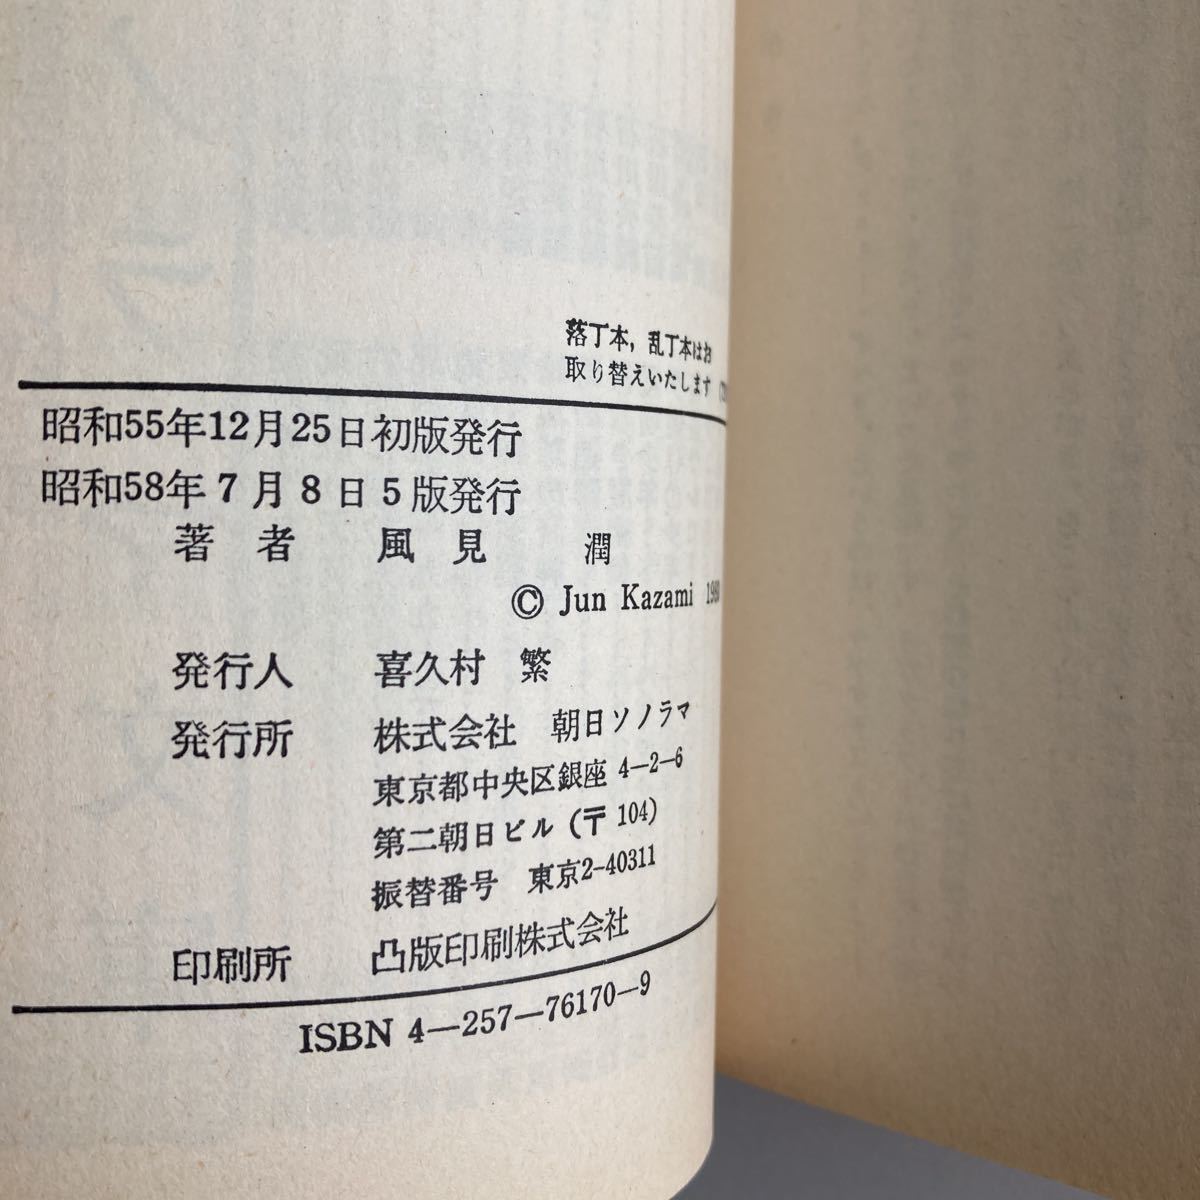 落丁本，乱丁本はお
取り替えいたします
昭和55年12月25日初版発行
昭和58年7月8日5版発行
著者 風見 潤
© Jun Kazami
発行人 喜久村 繁
発行所 株式会社 朝日ソノラマ
東京都中央区銀座 4-2-6
第二朝日ビル (〒104)
振替番号 東京2-40311
印刷所 凸版印刷株式会社
ISBN 4-257-76170-9